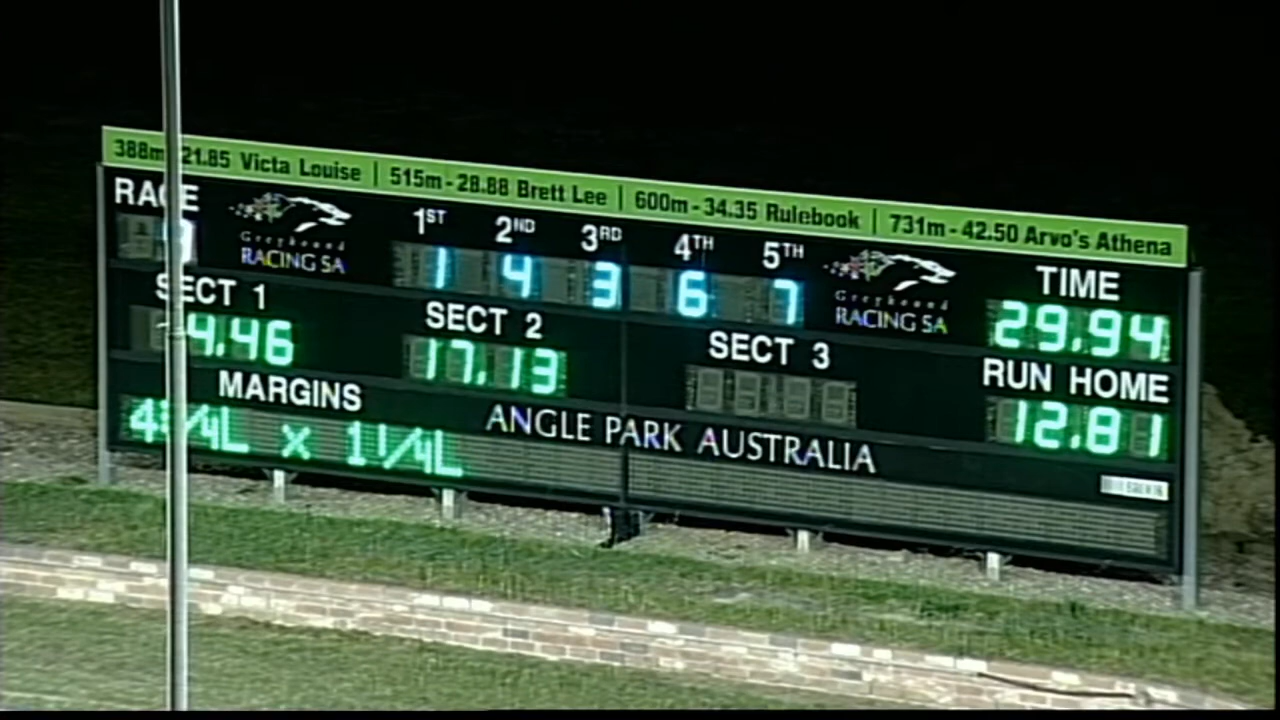 388m 21.85 Victa Louise | 515m - 28.88 Brett Lee | 600m - 34.35 Rulebook | 731m - 42.50 Arvo's Athena
RACE
Greyhound
RACING SA
1ST 2ND 3RD 4TH 5TH
1 4 3 6 7
Greyhound
RACING SA
TIME
29.94
SECT 1
4.46
SECT 2
17.13
SECT 3
RUN HOME
12.81
MARGINS
ANGLE PARK AUSTRALIA
x 1 1/4L